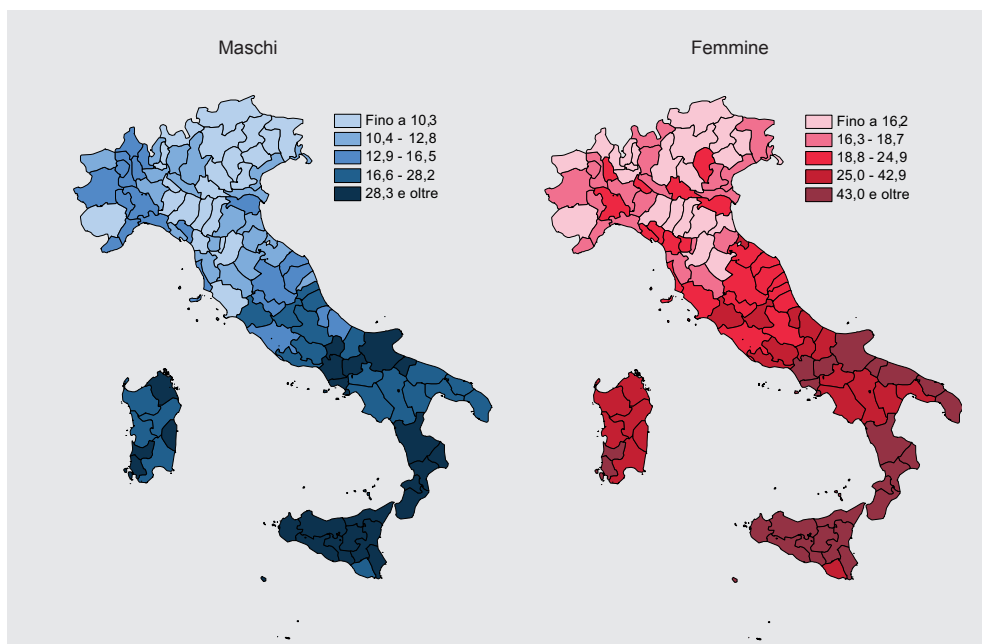 Maschi
Fino a 10,3
10,4 - 12,8
12,9 - 16,5
16,6 - 28,2
28,3 e oltre
Femmine
Fino a 16,2
16,3 - 18,7
18,8 - 24,9
25,0 - 42,9
43,0 e oltre